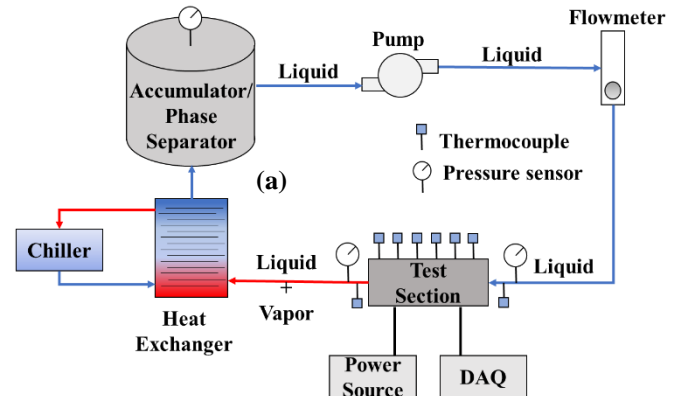 Flowmeter
Pump
Liquid
Liquid
Accumulator/
Phase
Separator
Thermocouple
Pressure sensor
(a)
Chiller
Liquid
+
Vapor
Test
Section
Liquid
Heat
Exchanger
Power
Source
DAQ